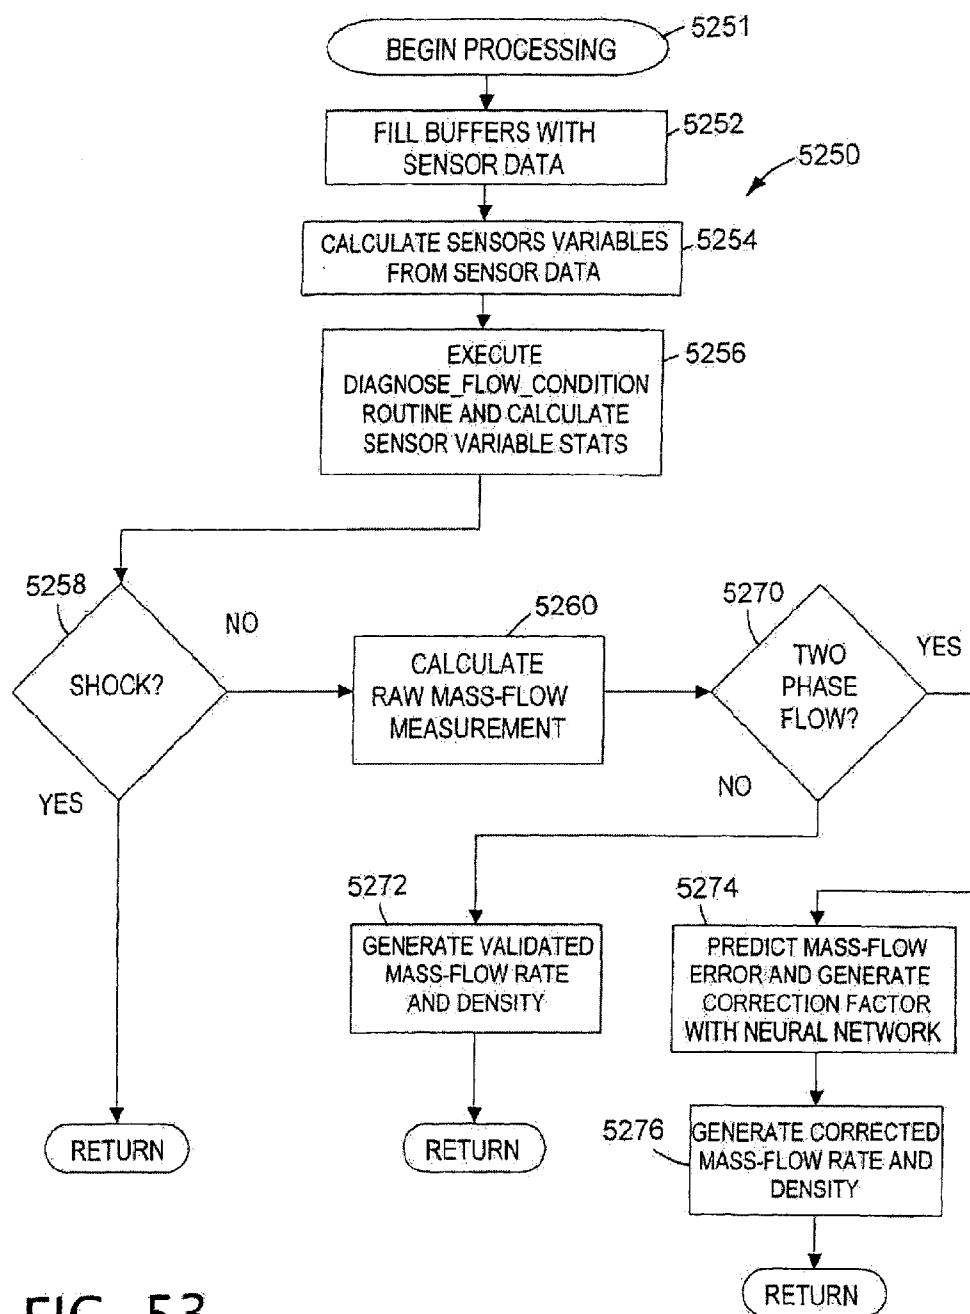 BEGIN PROCESSING
5251
FILL BUFFERS WITH
SENSOR DATA
5252
5250
CALCULATE SENSORS VARIABLES
FROM SENSOR DATA
5254
EXECUTE
DIAGNOSE_FLOW_CONDITION
ROUTINE AND CALCULATE
SENSOR VARIABLE STATS
5256
5258
SHOCK?
NO
YES
5260
CALCULATE
RAW MASS-FLOW
MEASUREMENT
5270
TWO
PHASE
FLOW?
YES
NO
5272
GENERATE VALIDATED
MASS-FLOW RATE
AND DENSITY
5274
PREDICT MASS-FLOW
ERROR AND GENERATE
CORRECTION FACTOR
WITH NEURAL NETWORK
5276
GENERATE CORRECTED
MASS-FLOW RATE AND
DENSITY
RETURN
RETURN
RETURN
FIG. 53